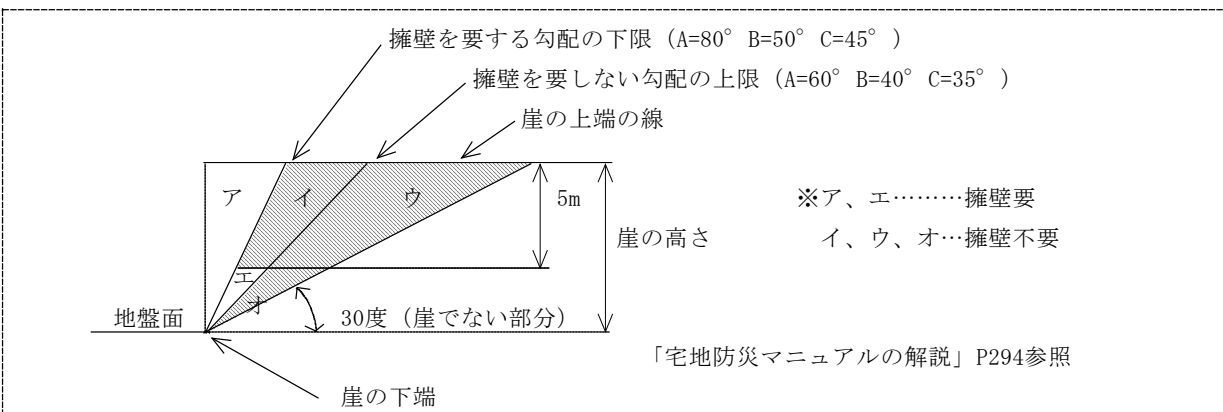 擁壁を要する勾配の下限（A=80°B=50°C=45°）
擁壁を要しない勾配の上限（A=60°B=40°C=35°）
崖の上端の線
ア
イ
ウ
5m
※ア、エ………擁壁要
崖の高さ
イ、ウ、オ…擁壁不要
エ
オ
地盤面
30度（崖でない部分）
「宅地防災マニュアルの解説」P294参照
崖の下端